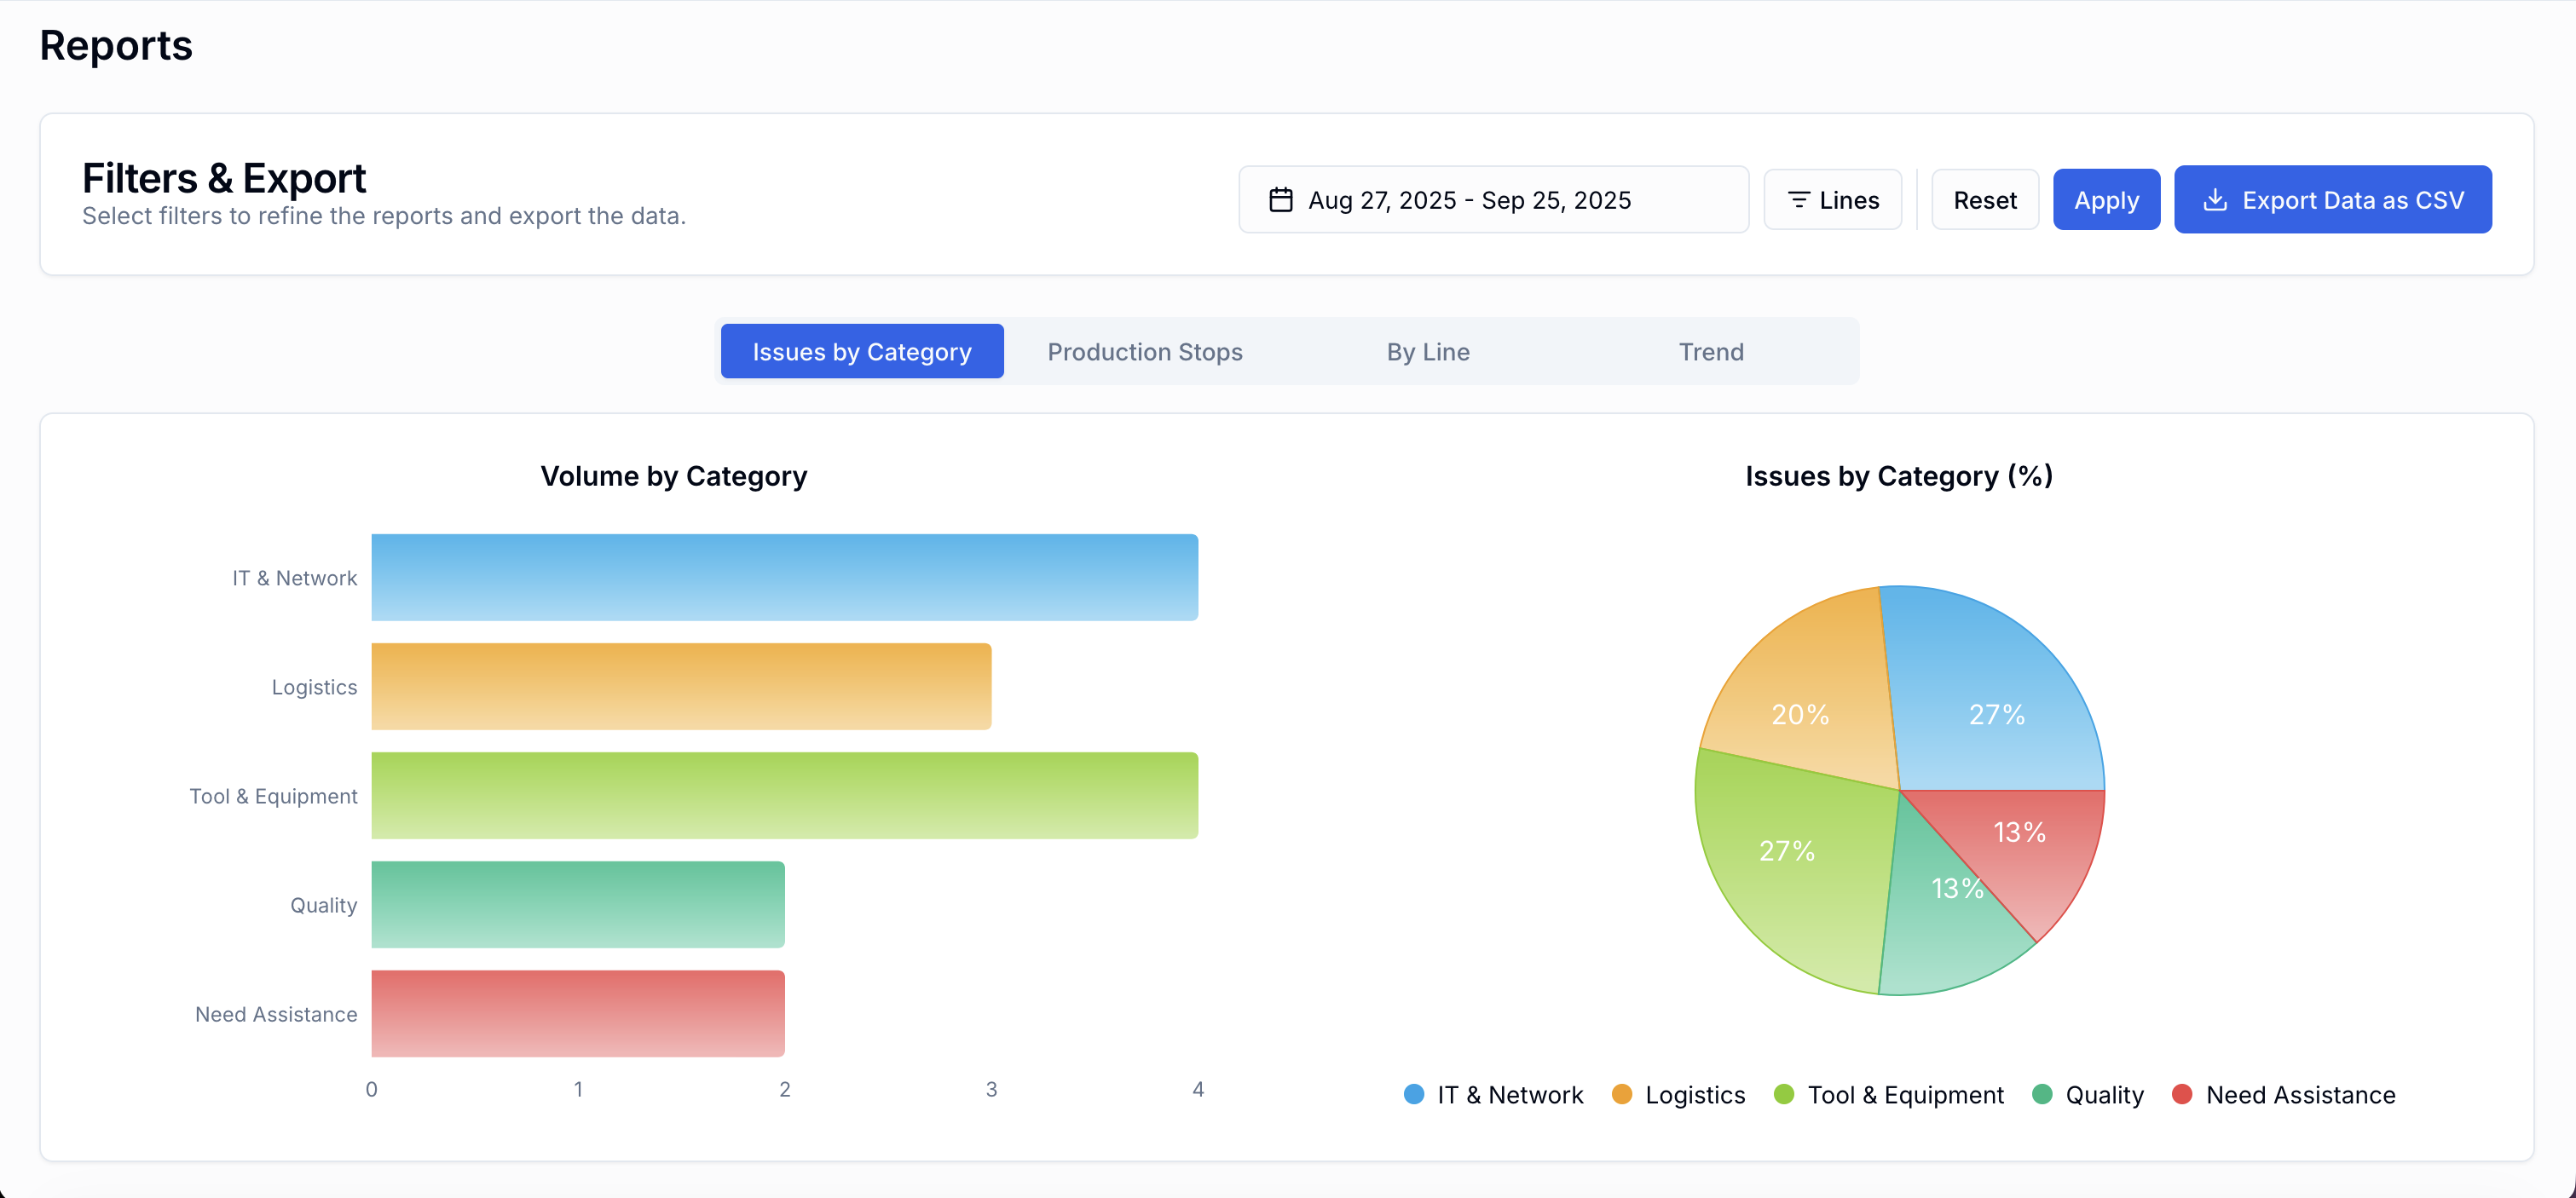 Reports
Filters & Export
Select filters to refine the reports and export the data.
Aug 27, 2025 - Sep 25, 2025
Lines
Reset
Apply
Export Data as CSV
Issues by Category
Production Stops
By Line
Trend
Volume by Category
IT & Network
Logistics
Tool & Equipment
Quality
Need Assistance
0 1 2 3 4
Issues by Category (%)
20%
27%
27%
13%
13%
IT & Network
Logistics
Tool & Equipment
Quality
Need Assistance